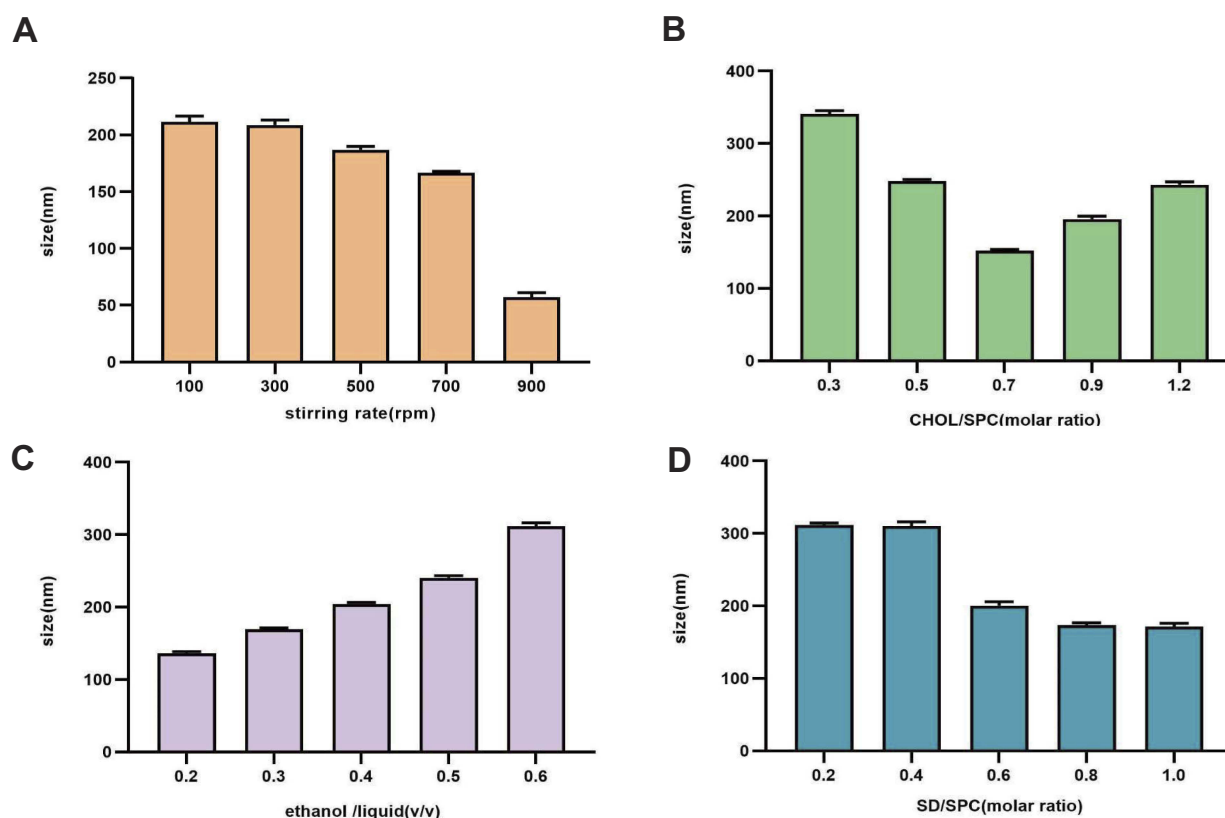 A
250
200
150
100
50
0
size(nm)
100 300 500 700 900
stirring rate(rpm)
B
400
300
200
100
0
size(nm)
0.3 0.5 0.7 0.9 1.2
CHOL/SPC(molar ratio)
C
400
300
200
100
0
size(nm)
0.2 0.3 0.4 0.5 0.6
ethanol /liquid(v/v)
D
400
300
200
100
0
size(nm)
0.2 0.4 0.6 0.8 1.0
SD/SPC(molar ratio)